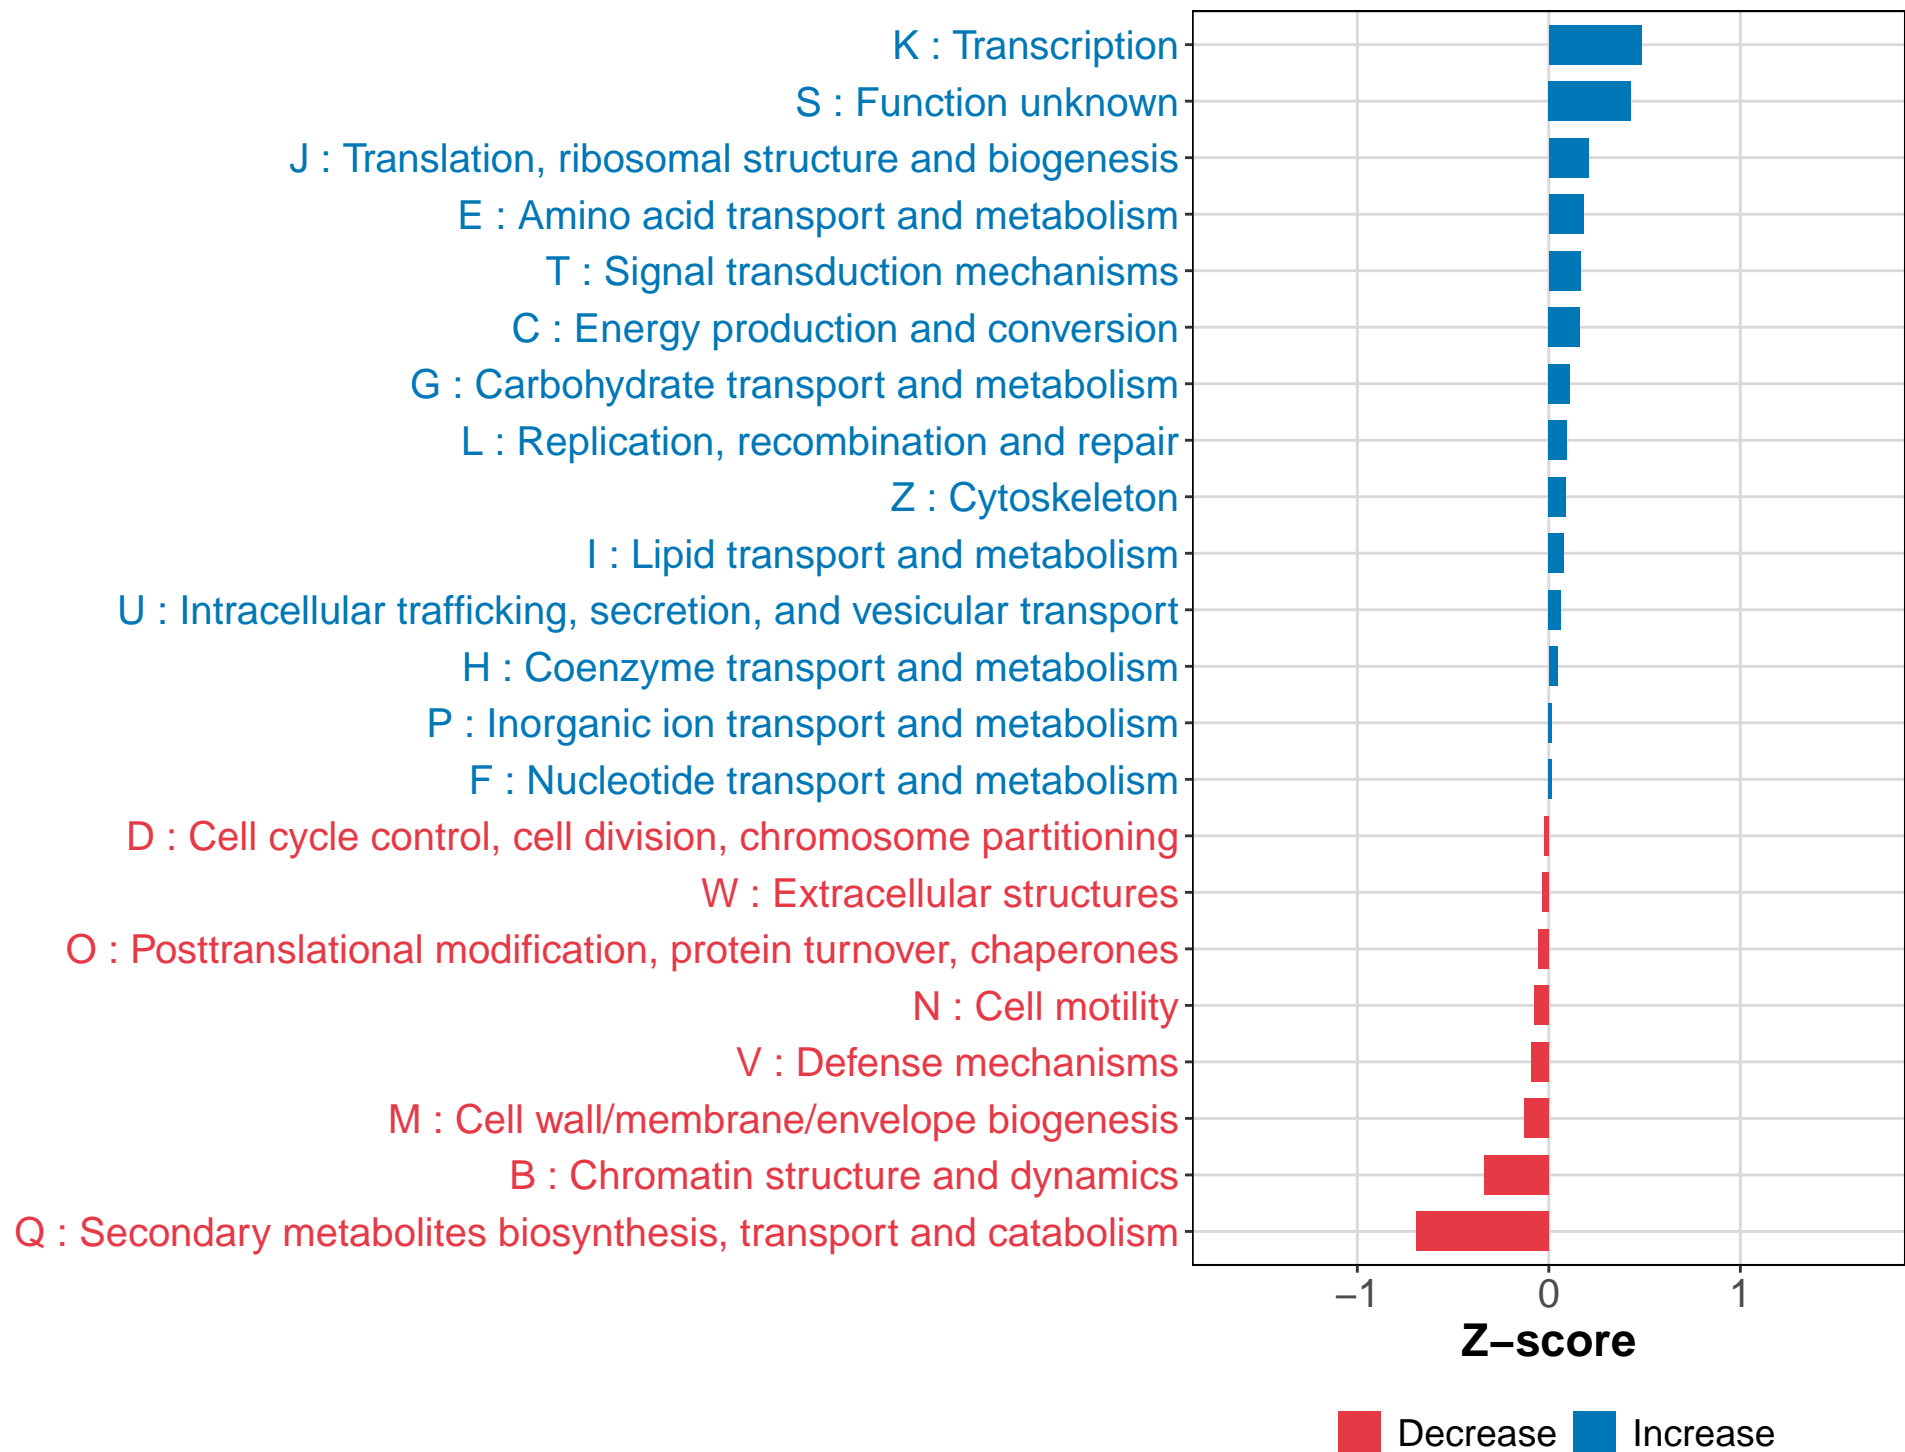 K : Transcription
S : Function unknown
J : Translation, ribosomal structure and biogenesis
E : Amino acid transport and metabolism
T : Signal transduction mechanisms
C : Energy production and conversion
G : Carbohydrate transport and metabolism
L : Replication, recombination and repair
Z : Cytoskeleton
I : Lipid transport and metabolism
U : Intracellular trafficking, secretion, and vesicular transport
H : Coenzyme transport and metabolism
P : Inorganic ion transport and metabolism
F : Nucleotide transport and metabolism
D : Cell cycle control, cell division, chromosome partitioning
W : Extracellular structures
O : Posttranslational modification, protein turnover, chaperones
N : Cell motility
V : Defense mechanisms
M : Cell wall/membrane/envelope biogenesis
B : Chromatin structure and dynamics
Q : Secondary metabolites biosynthesis, transport and catabolism
−1 0 1
Z−score
Decrease Increase